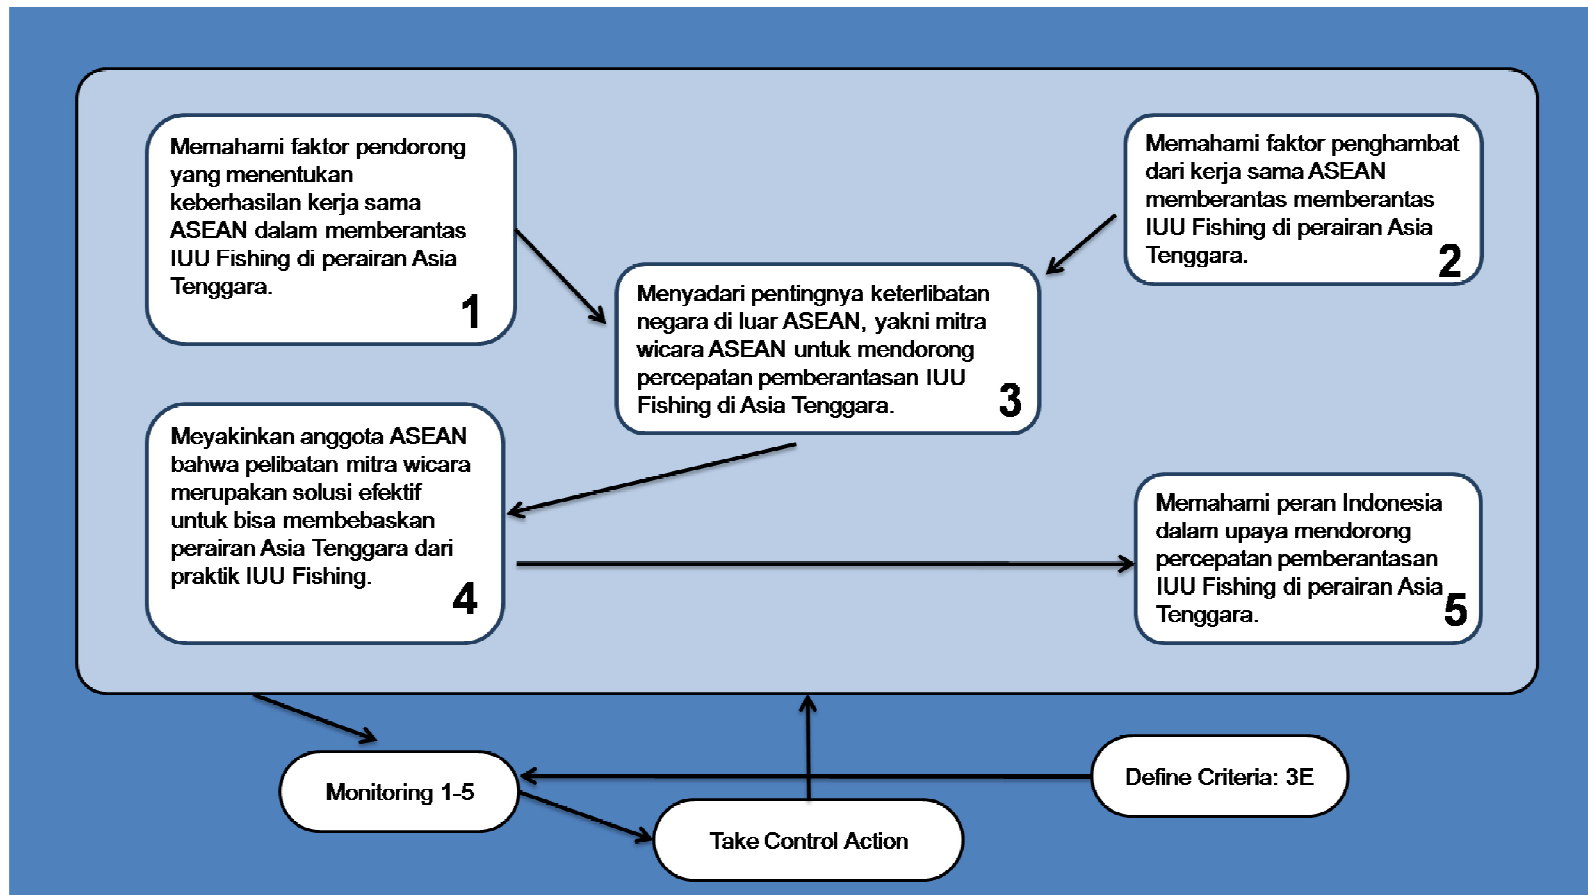 Memahami faktor pendorong
yang menentukan
keberhasilan kerja sama
ASEAN dalam memberantas
IUU Fishing di perairan Asia
Tenggara.
1
Memahami faktor penghambat
dari kerja sama ASEAN
memberantas memberantas
IUU Fishing di perairan Asia
Tenggara.
2
Menyadari pentingnya keterlibatan
negara di luar ASEAN, yakni mitra
wicara ASEAN untuk mendorong
percepatan pemberantasan IUU
Fishing di Asia Tenggara.
3
Meyakinkan anggota ASEAN
bahwa pelibatan mitra wicara
merupakan solusi efektif
untuk bisa membebaskan
perairan Asia Tenggara dari
praktik IUU Fishing.
4
Memahami peran Indonesia
dalam upaya mendorong
percepatan pemberantasan
IUU Fishing di perairan Asia
Tenggara.
5
Monitoring 1-5
Define Criteria: 3E
Take Control Action